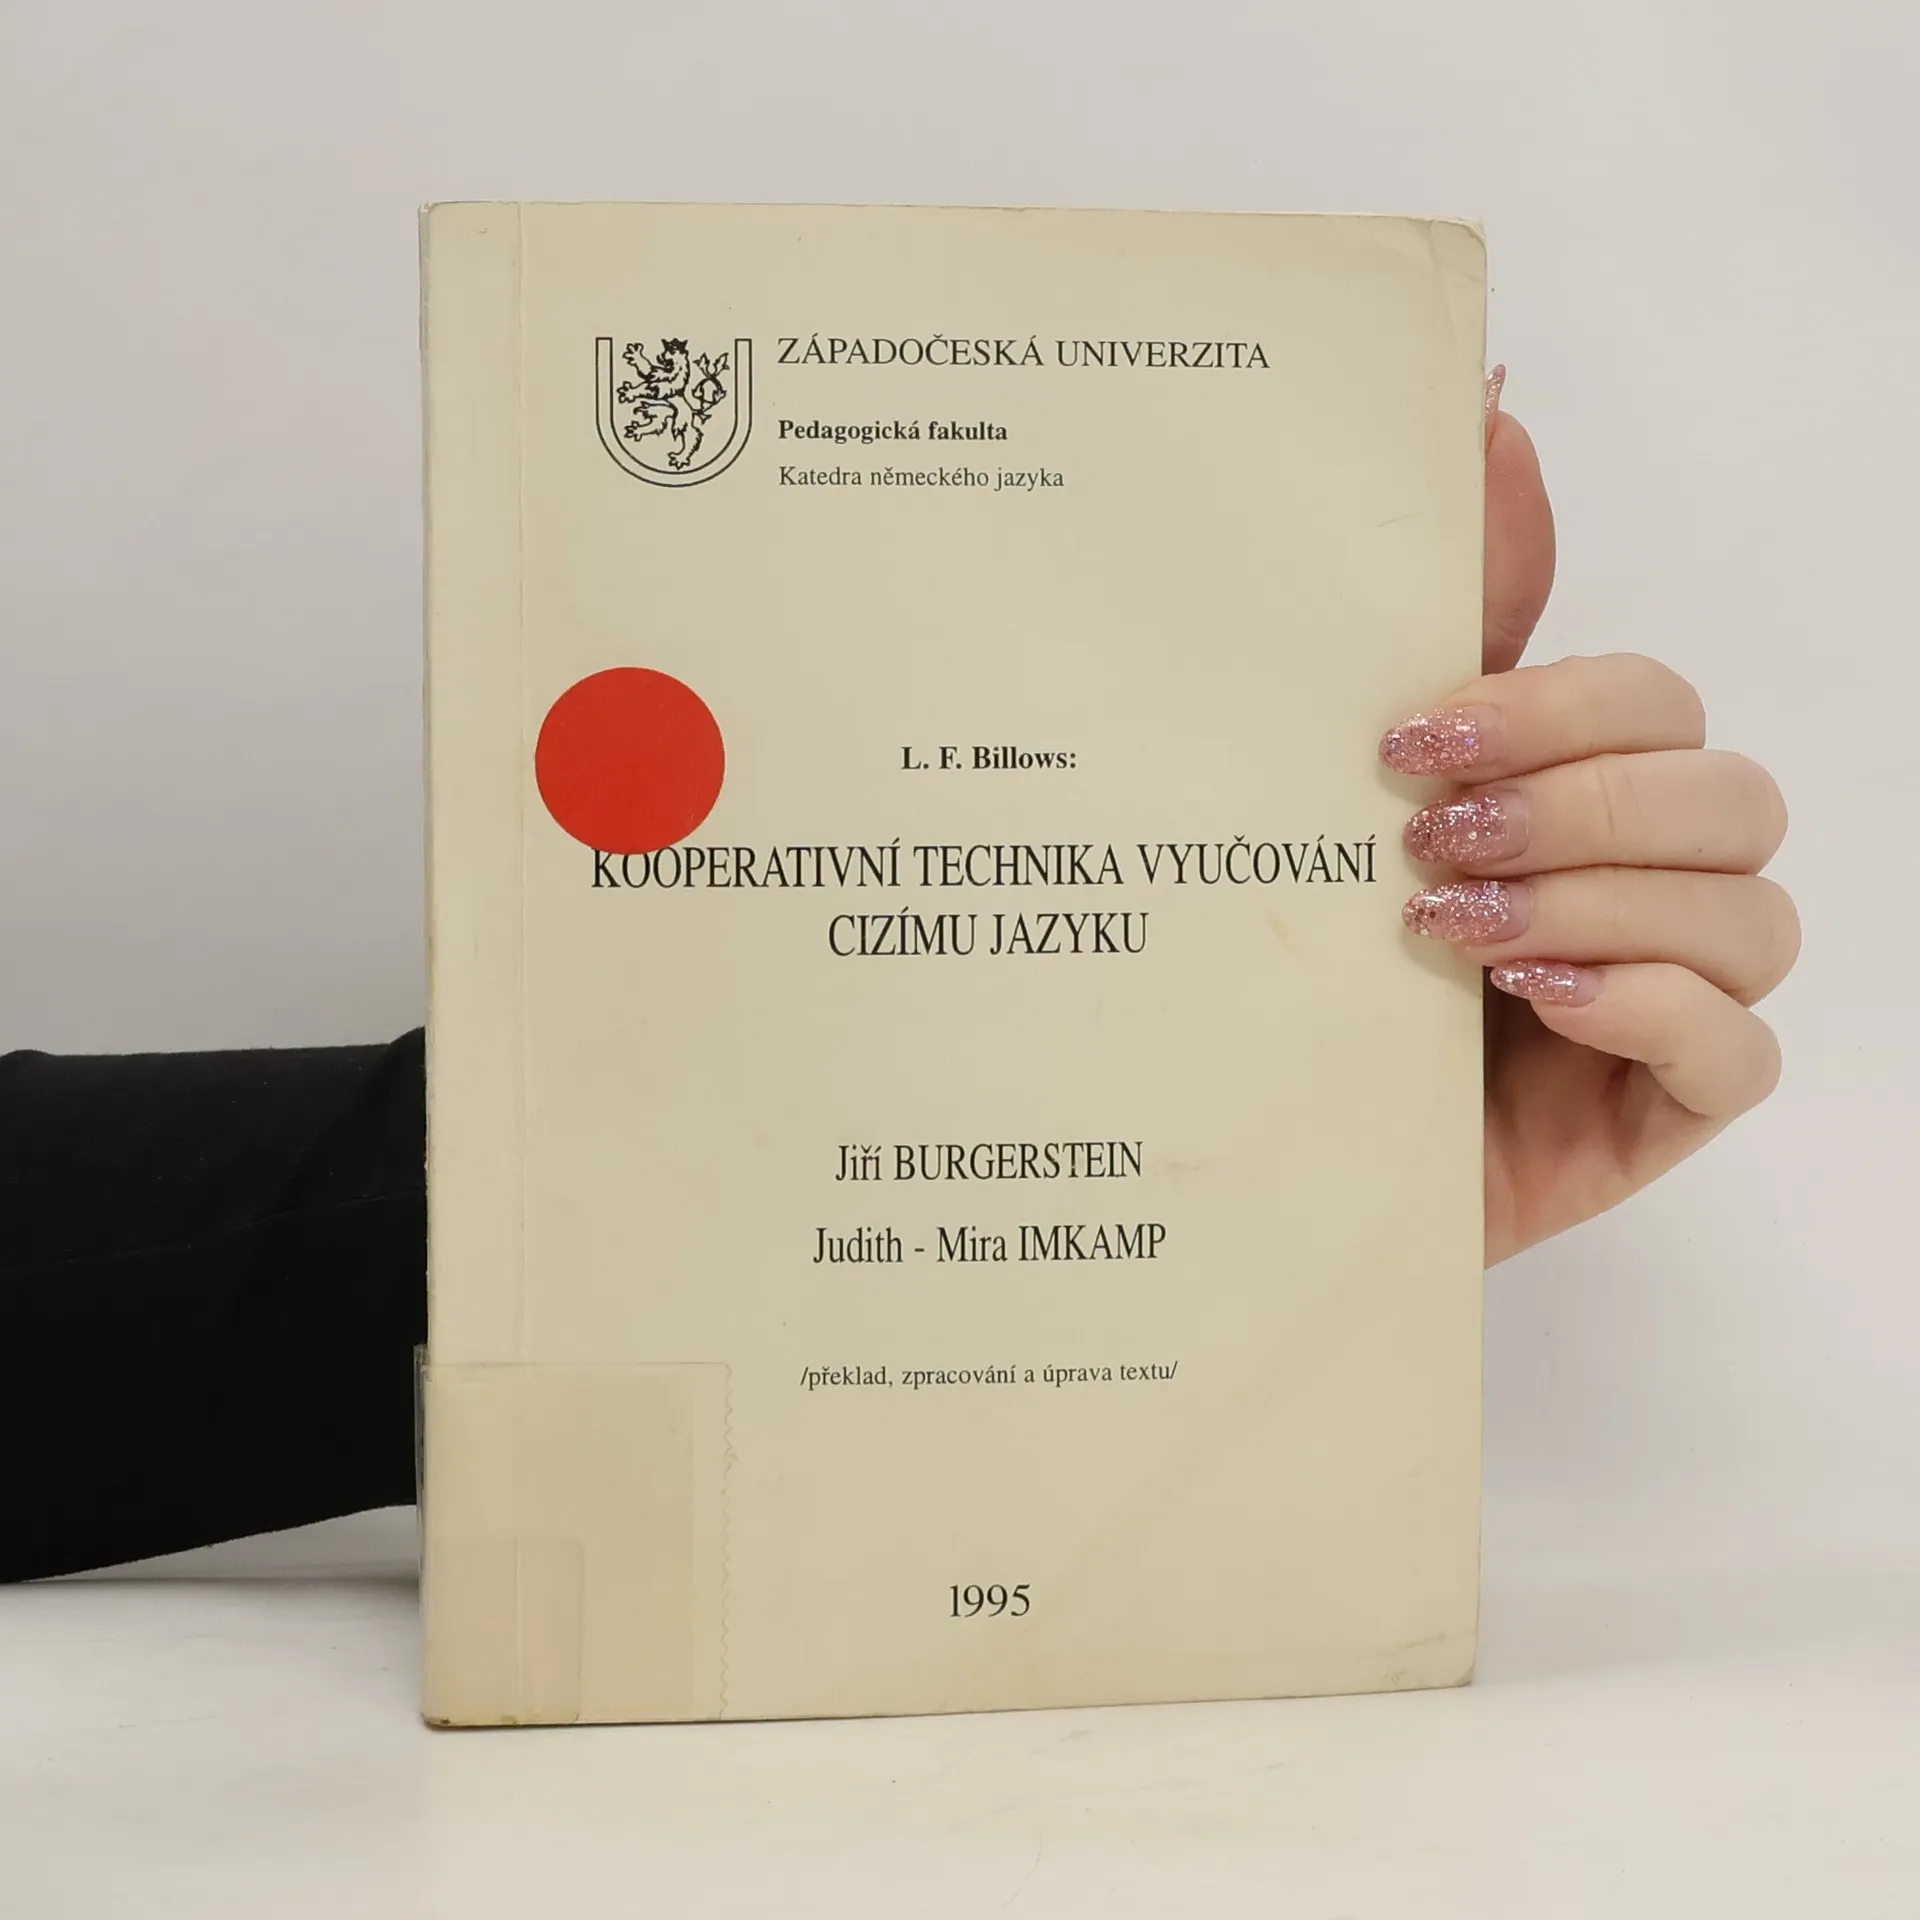 ZÁPADOČESKÁ UNIVERZITA
Pedagogická fakulta
Katedra německého jazyka
L. F. Billows:
KOOPERATIVNÍ TECHNIKA VYUČOVÁNÍ
CIZÍMU JAZYKU
Jiří BURGERSTEIN
Judith - Mira IMKAMP
/překlad, zpracování a úprava textu/
1995